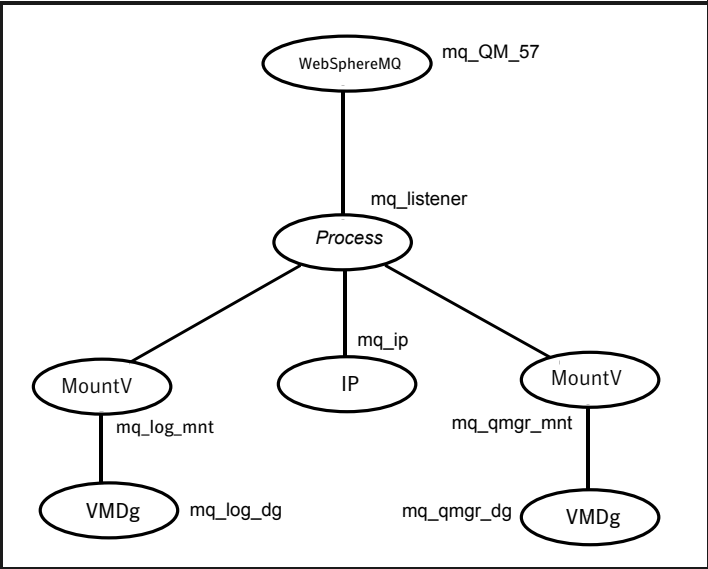 WebSphereMQ
mq_QM_57
mq_listener
Process
mq_ip
MountV
IP
MountV
mq_log_mnt
mq_qmgr_mnt
VMDg
mq_log_dg
mq_qmgr_dg
VMDg